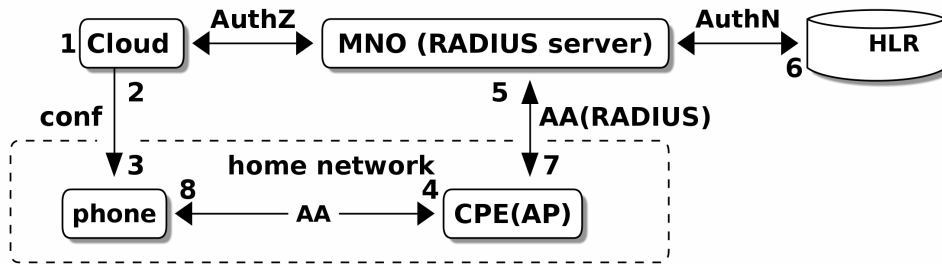 AuthZ
AuthN
1 Cloud
MNO (RADIUS server)
HLR
6
2
5
conf
AA(RADIUS)
3
home network
7
8
4
phone
AA
CPE(AP)